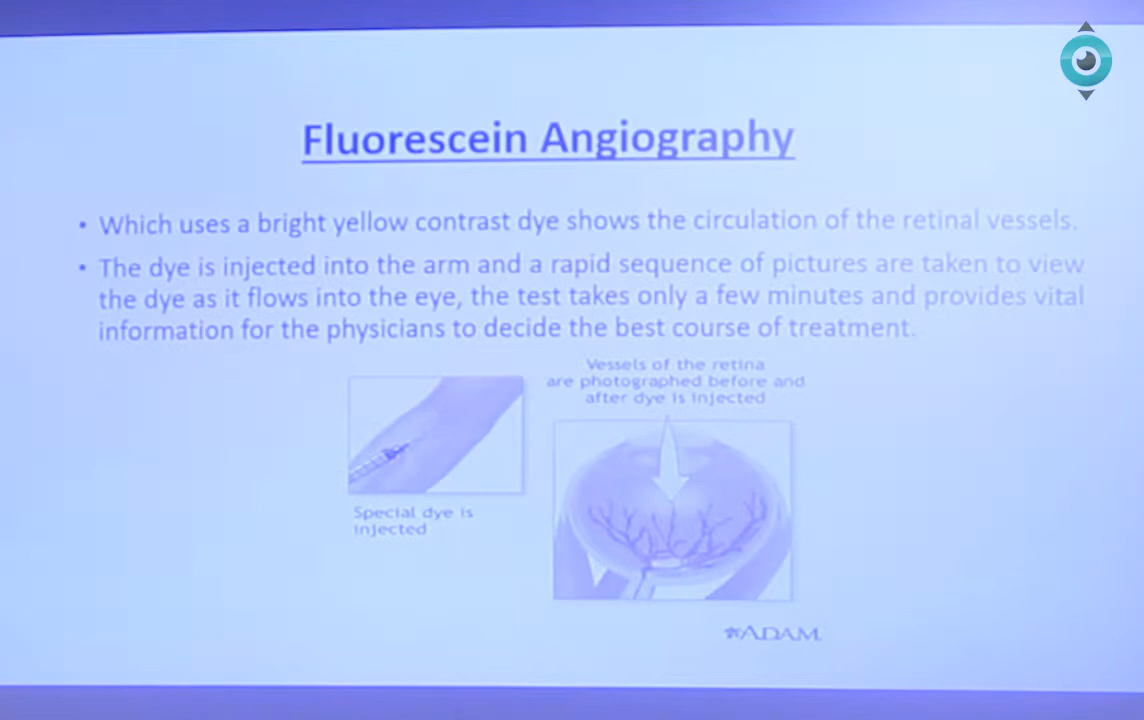 Fluorescein Angiography
• Which uses a bright yellow contrast dye shows the circulation of the retinal vessels.
• The dye is injected into the arm and a rapid sequence of pictures are taken to view
the dye as it flows into the eye, the test takes only a few minutes and provides vital
information for the physicians to decide the best course of treatment.
Vessels of the retina
are photographed before and
after dye is injected
Special dye is
injected
ADAM